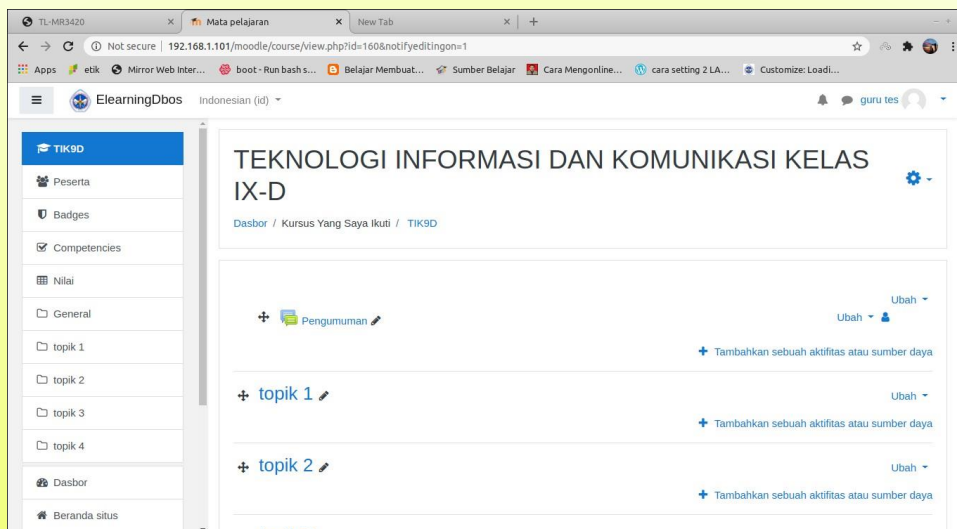 TL-MR3420
Mata pelajaran
New Tab
Not secure | 192.168.1.101/moodle/course/view.php?id=160&notifyeditingon=1
Apps
etik
Mirror Web Inter...
boot - Run bash s...
Belajar Membuat...
Sumber Belajar
Cara Mengonline...
cara setting 2 LA...
Customize: Loadi...
ElearningDbos
Indonesian (id)
guru tes
TIK9D
Peserta
Badges
Competencies
Nilai
General
topik 1
topik 2
topik 3
topik 4
Dasbor
Beranda situs
TEKNOLOGI INFORMASI DAN KOMUNIKASI KELAS
IX-D
Dasbor / Kursus Yang Saya Ikuti / TIK9D
Ubah
Pengumuman
Ubah
Tambahkan sebuah aktifitas atau sumber daya
topik 1
Ubah
Tambahkan sebuah aktifitas atau sumber daya
topik 2
Ubah
Tambahkan sebuah aktifitas atau sumber daya